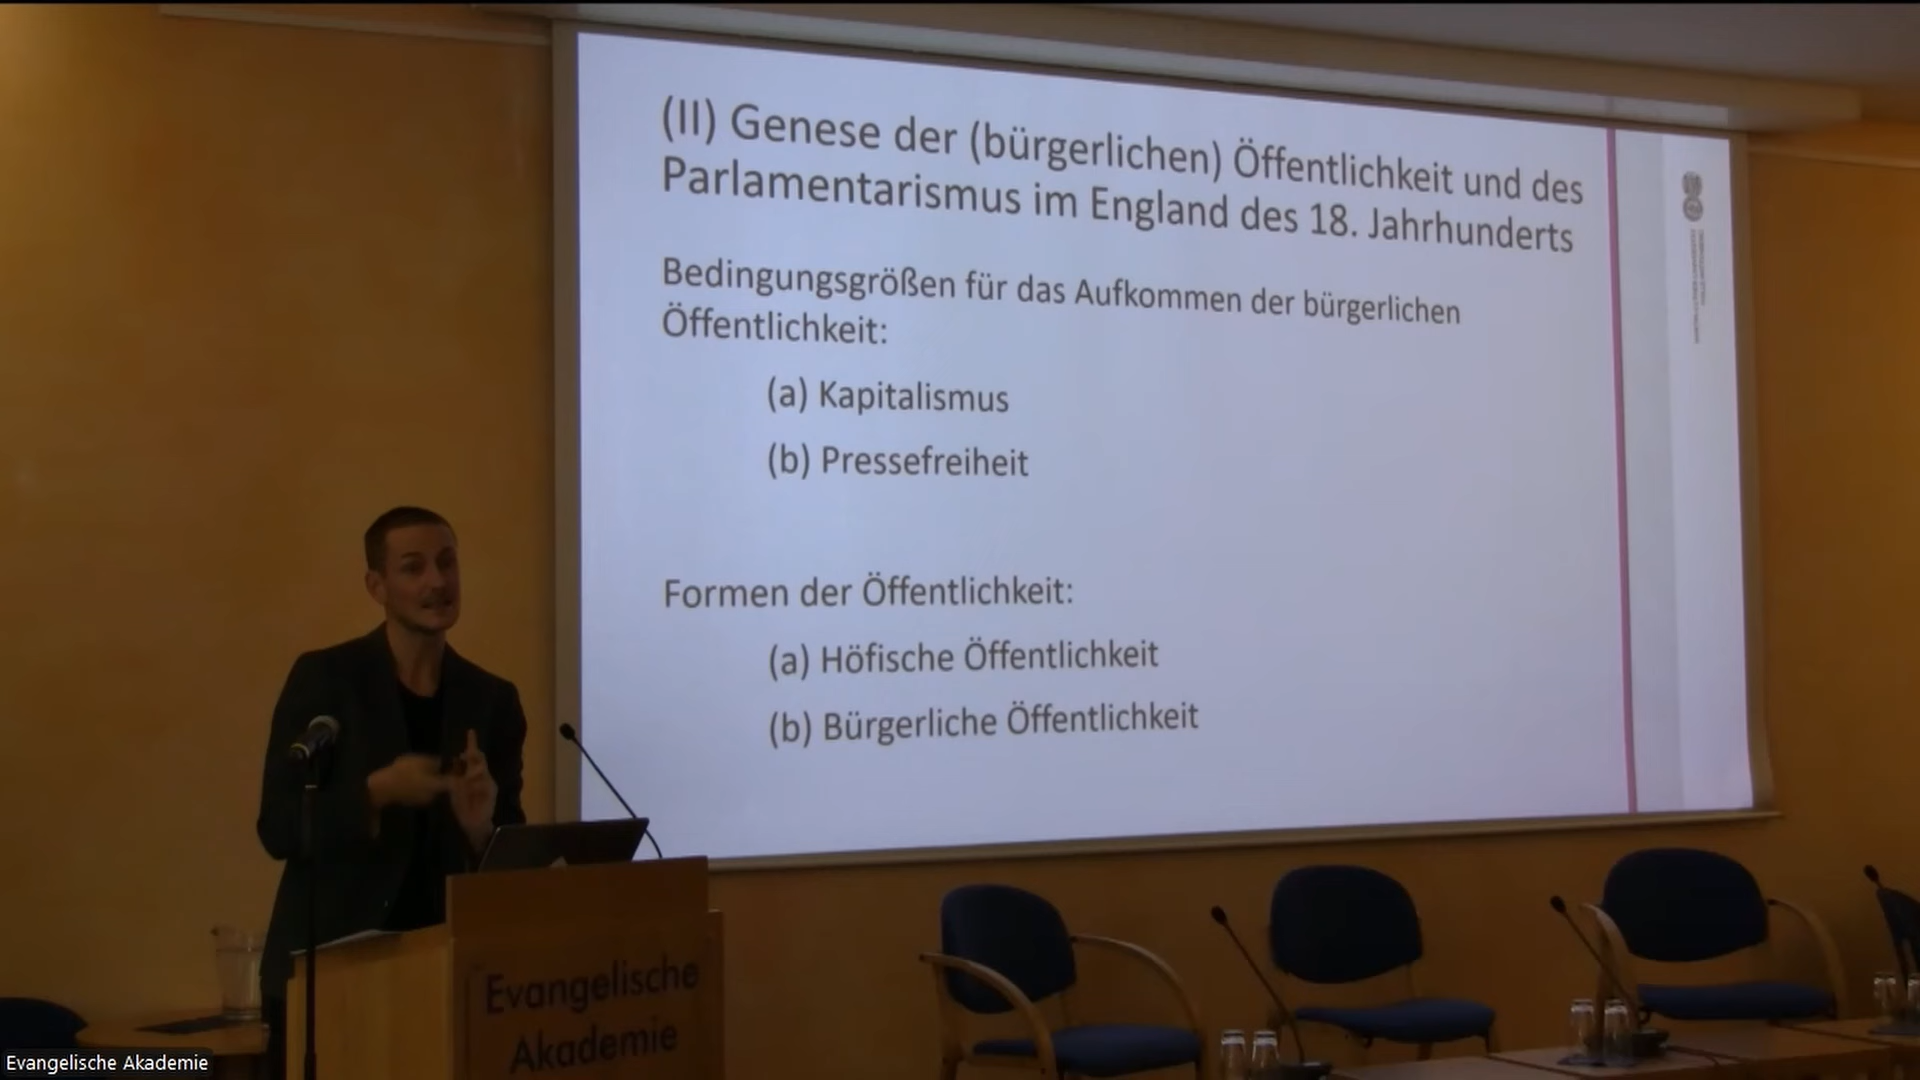 (II) Genese der (bürgerlichen) Öffentlichkeit und des
Parlamentarismus im England des 18. Jahrhunderts
Bedingungsgrößen für das Aufkommen der bürgerlichen
Öffentlichkeit:
(a) Kapitalismus
(b) Pressefreiheit
Formen der Öffentlichkeit:
(a) Höfische Öffentlichkeit
(b) Bürgerliche Öffentlichkeit
Evangelische
Akademie
Evangelische Akademie